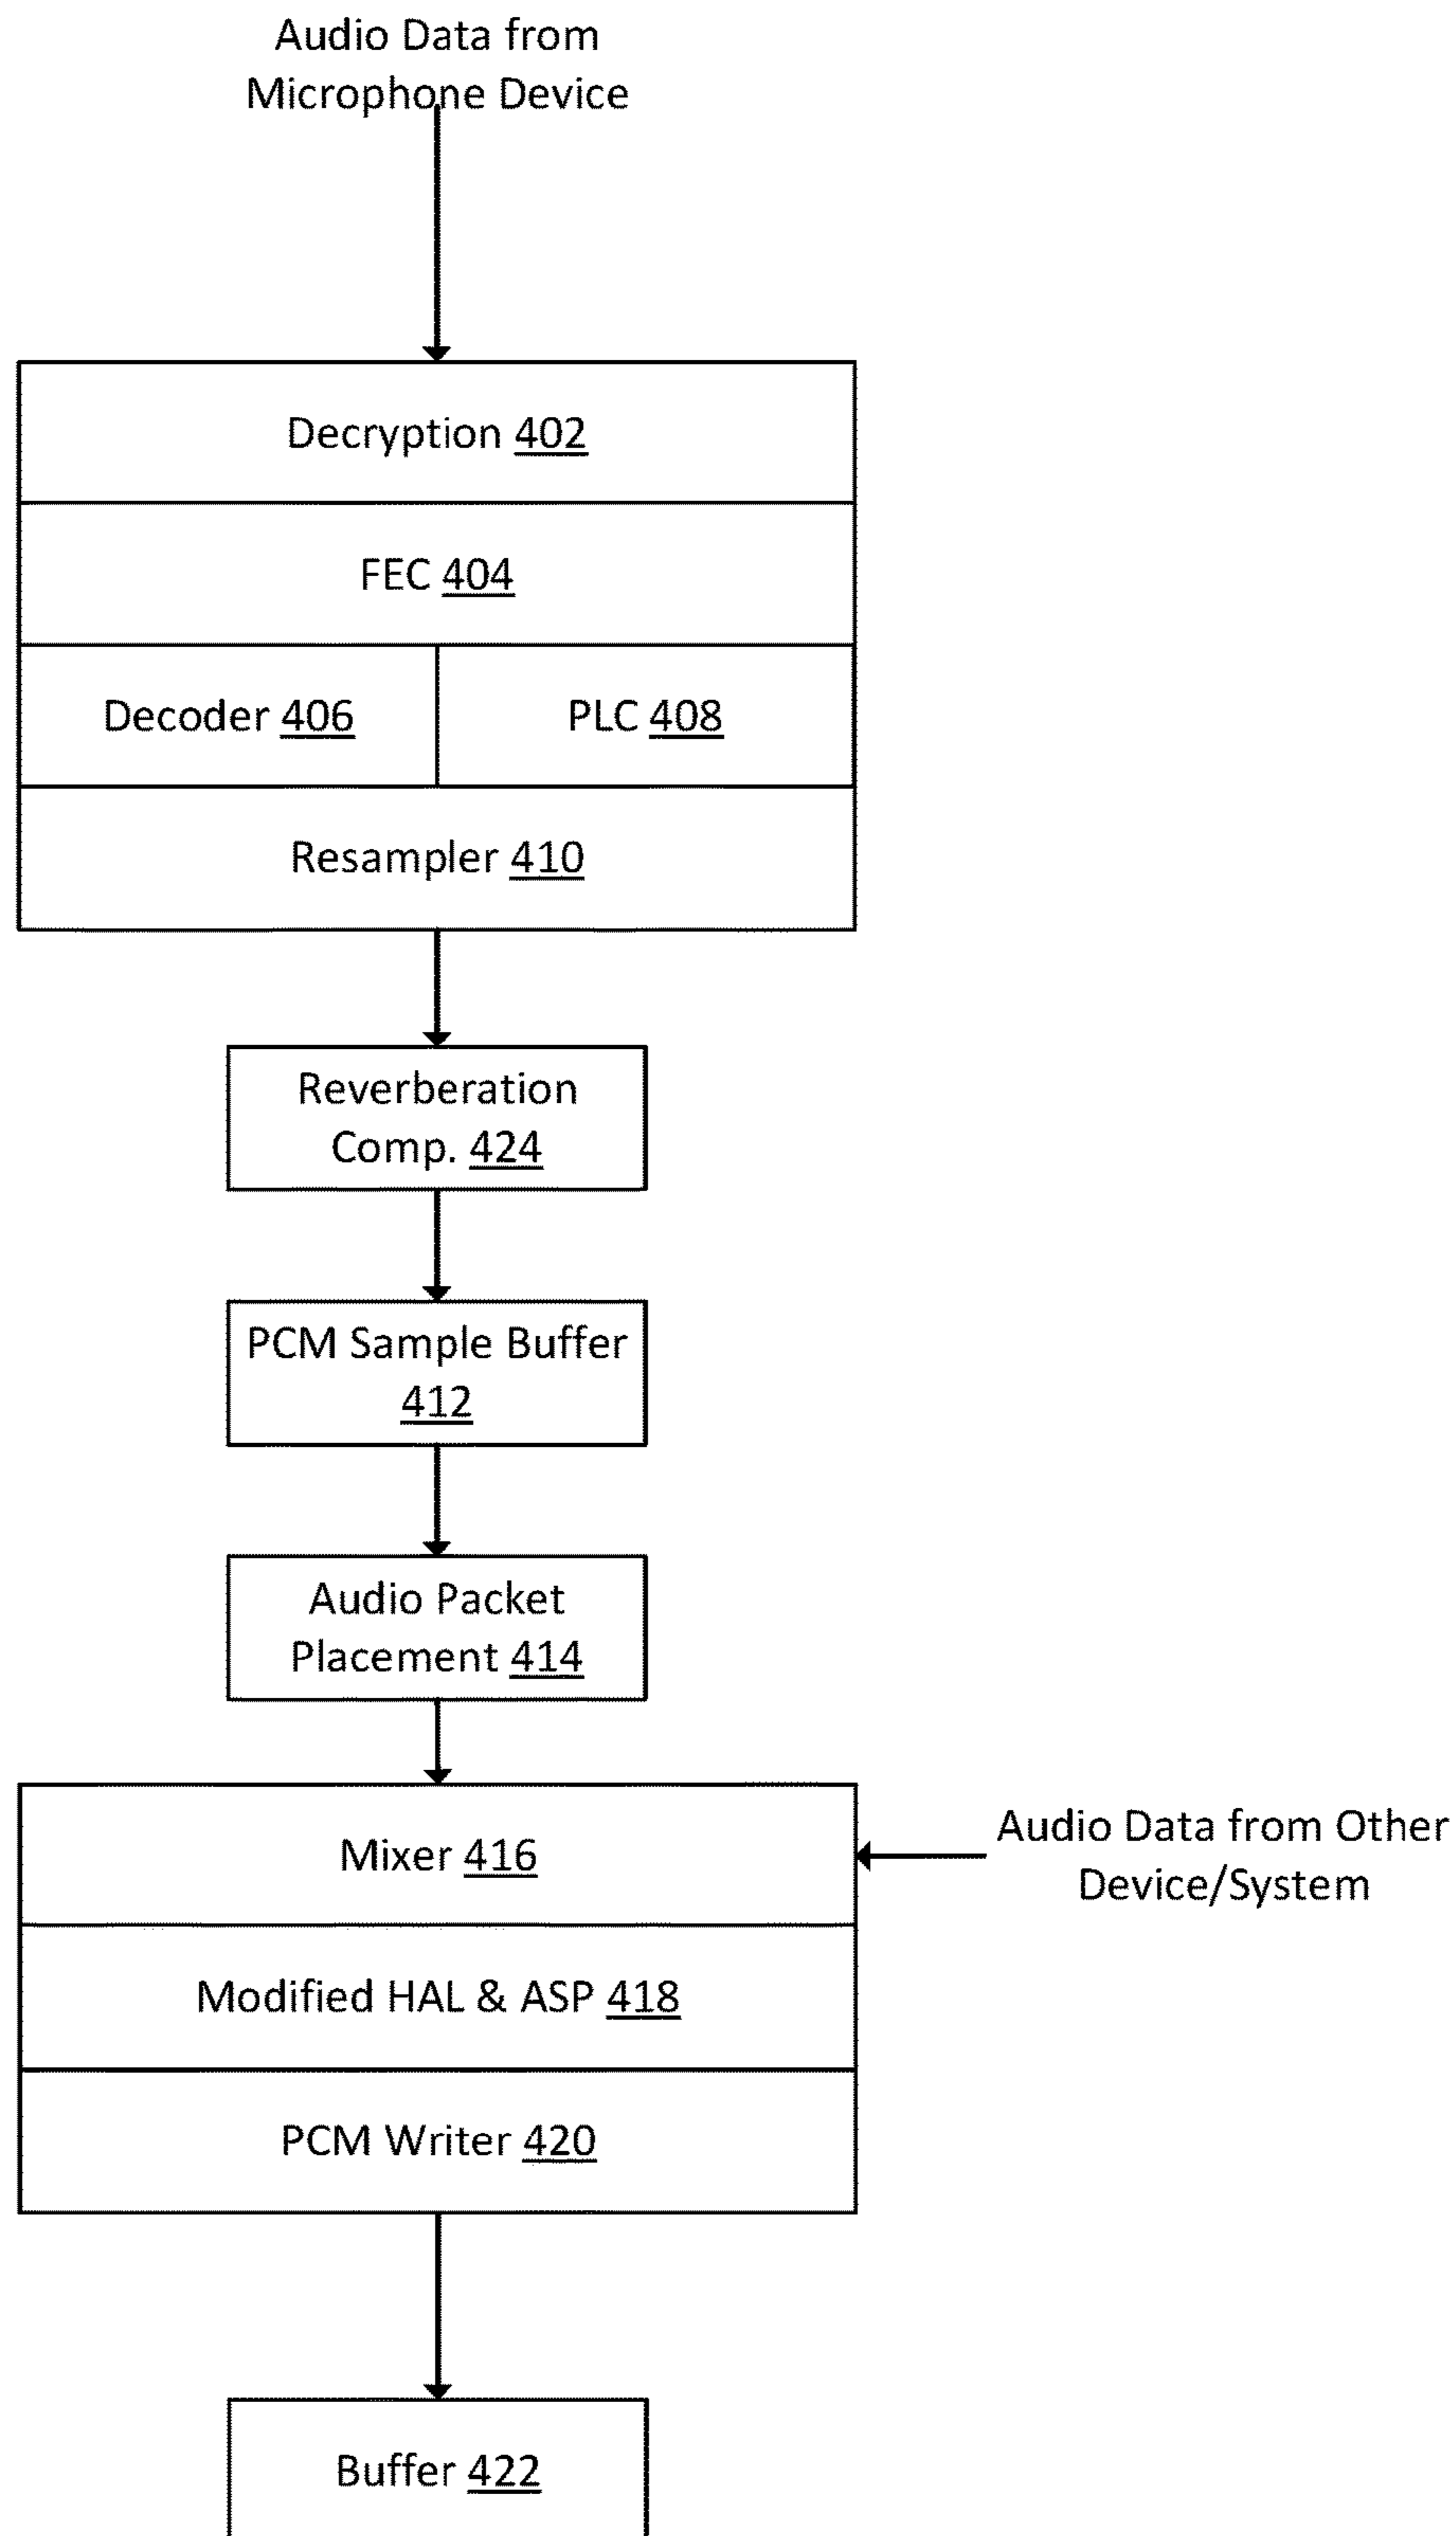 Audio Data from
Microphone Device
Decryption 402
FEC 404
Decoder 406
PLC 408
Resampler 410
Reverberation
Comp. 424
PCM Sample Buffer
412
Audio Packet
Placement 414
Mixer 416
Audio Data from Other
Device/System
Modified HAL & ASP 418
PCM Writer 420
Buffer 422